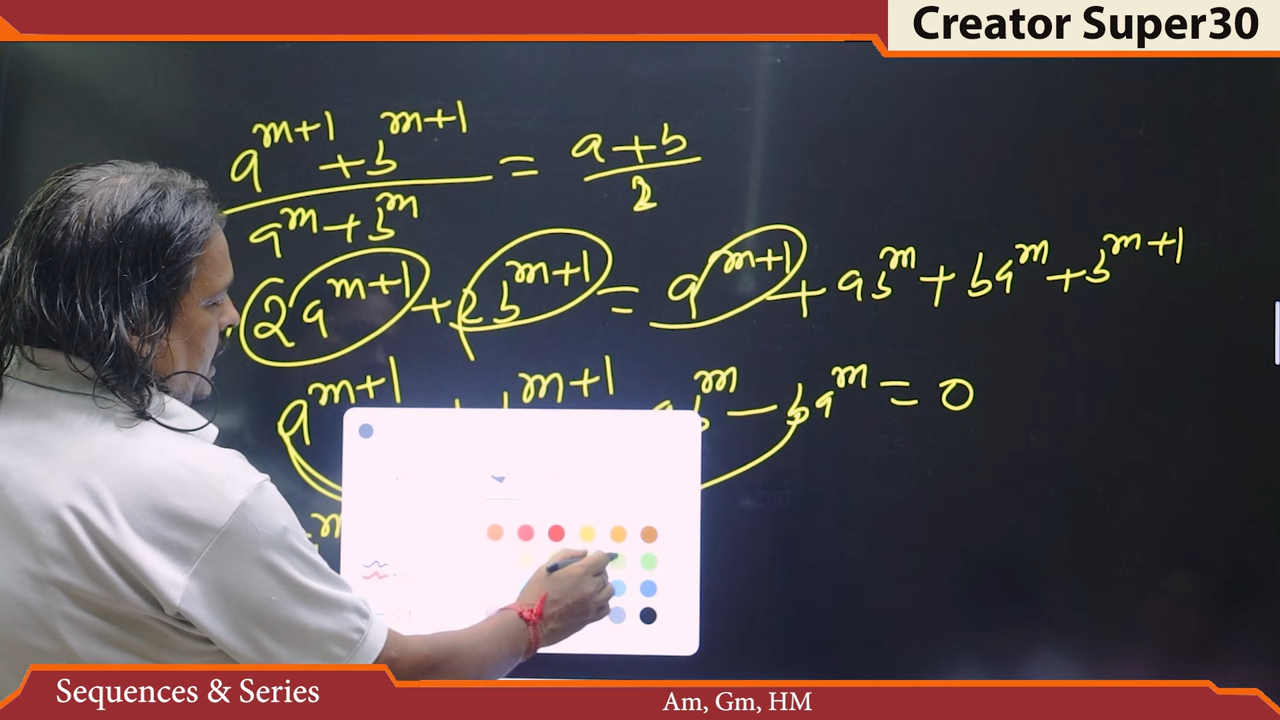 Creator Super30
a^{m+1} + b^{m+1} / a^m + b^m = a + b / 2
2a^{m+1} + 2b^{m+1} = a^{m+1} + ab^m + ba^m + b^{m+1}
a^{m+1} b^{m+1} b^m - ba^m = 0
m
Sequences & Series
Am, Gm, HM